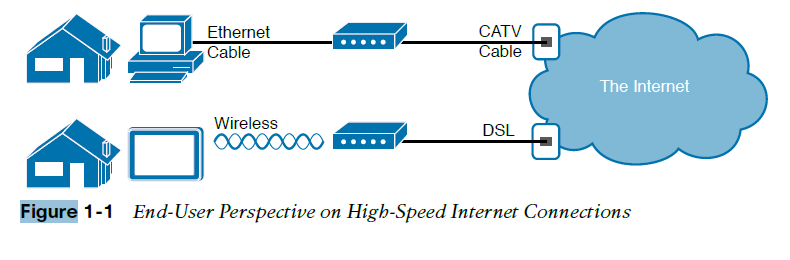 Ethernet
Cable
CATV
Cable
The Internet
Wireless
DSL
Figure 1-1 End-User Perspective on High-Speed Internet Connections